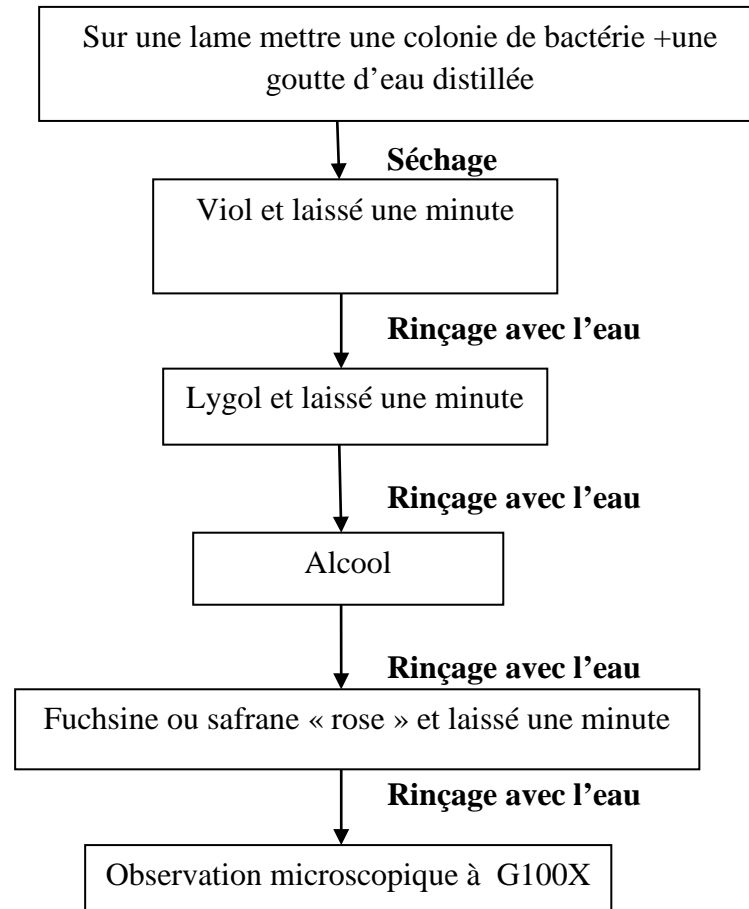 Sur une lame mettre une colonie de bactérie +une
goutte d’eau distillée
Séchage
Viol et laissé une minute
Rinçage avec l’eau
Lygol et laissé une minute
Rinçage avec l’eau
Alcool
Rinçage avec l’eau
Fuchsine ou safrane « rose » et laissé une minute
Rinçage avec l’eau
Observation microscopique à G100X